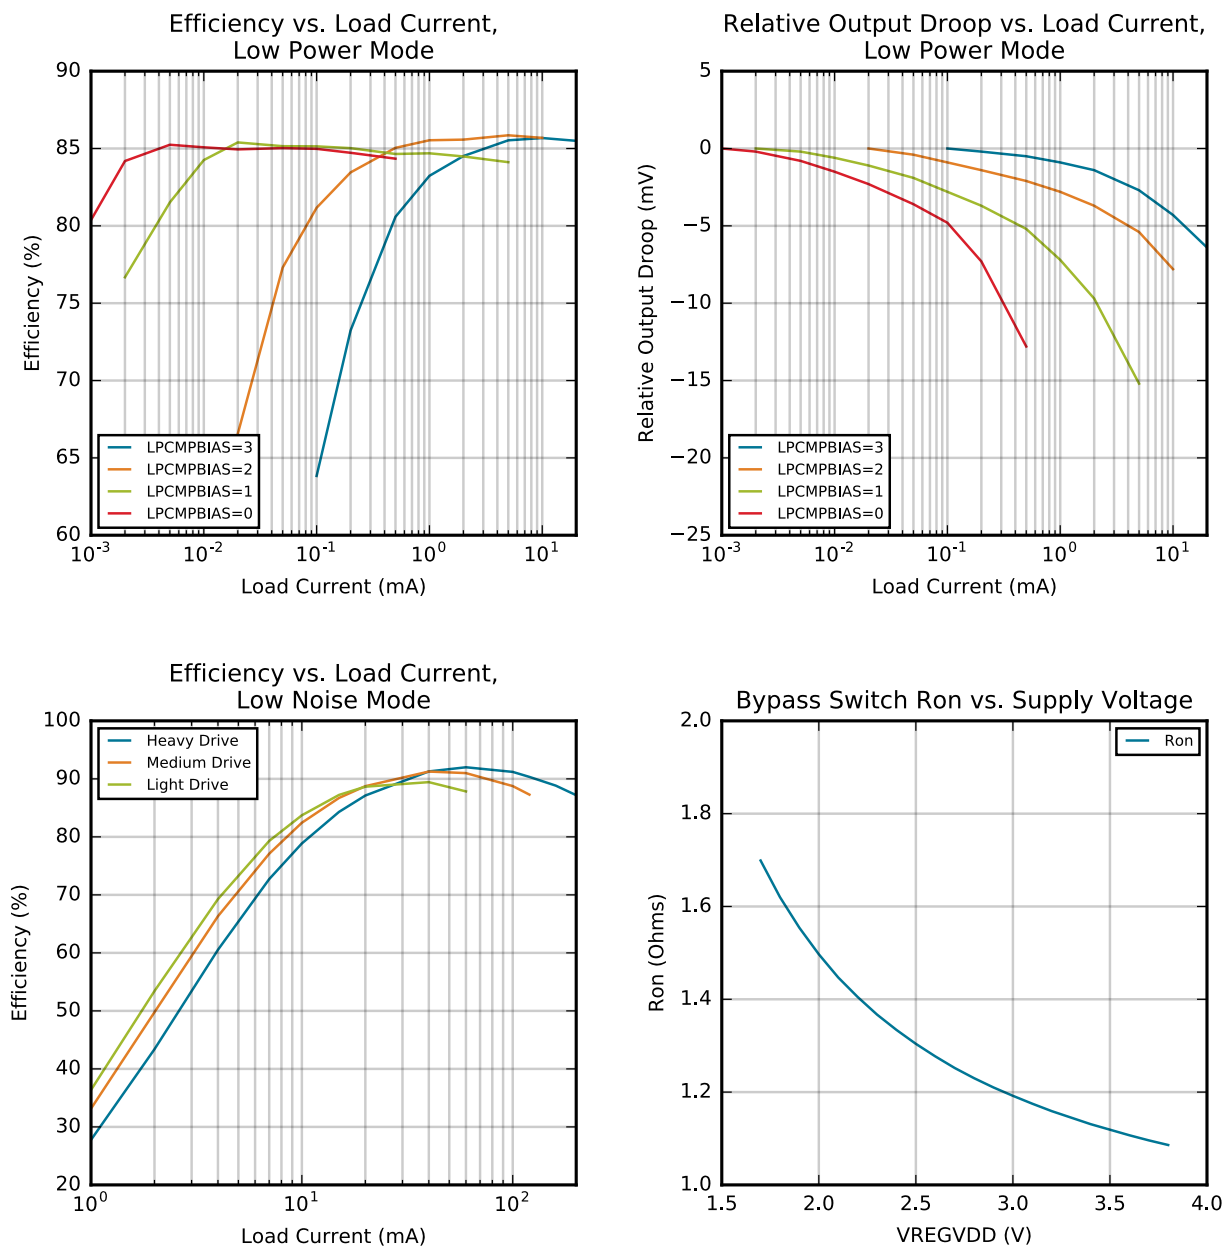 Efficiency vs. Load Current,
Low Power Mode
90
85
80
75
70
65
60
Efficiency (%)
LPCMPBIAS=3
LPCMPBIAS=2
LPCMPBIAS=1
LPCMPBIAS=0
10⁻³ 10⁻² 10⁻¹ 10⁰ 10¹
Load Current (mA)
Relative Output Droop vs. Load Current,
Low Power Mode
5
0
−5
−10
−15
−20
−25
Relative Output Droop (mV)
LPCMPBIAS=3
LPCMPBIAS=2
LPCMPBIAS=1
LPCMPBIAS=0
10⁻³ 10⁻² 10⁻¹ 10⁰ 10¹
Load Current (mA)
Efficiency vs. Load Current,
Low Noise Mode
100
90
80
70
60
50
40
30
20
Efficiency (%)
Heavy Drive
Medium Drive
Light Drive
10⁰ 10¹ 10²
Load Current (mA)
Bypass Switch Ron vs. Supply Voltage
2.0
1.8
1.6
1.4
1.2
1.0
Ron (Ohms)
Ron
1.5 2.0 2.5 3.0 3.5 4.0
VREGVDD (V)